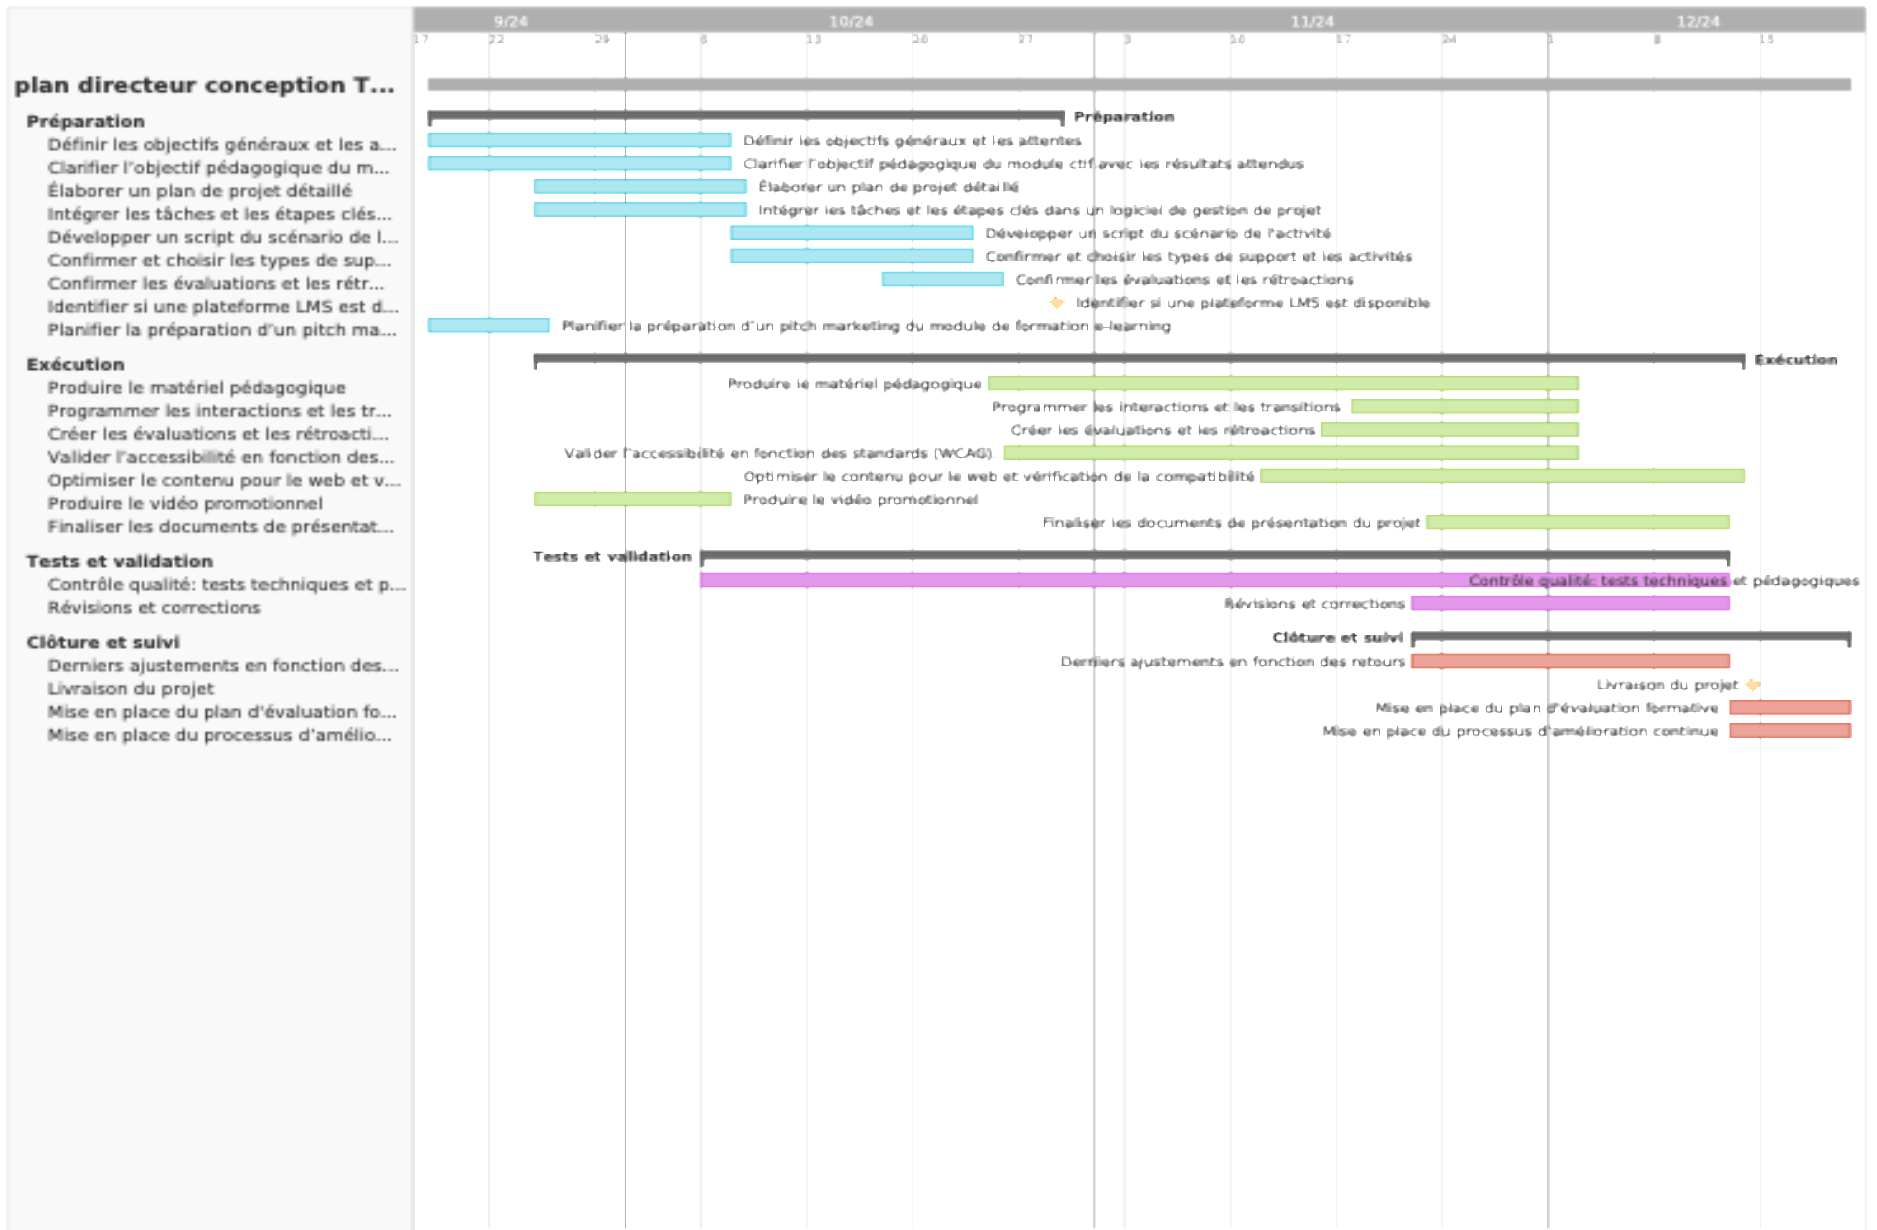 9/24 10/24 11/24 12/24
17 22 29 6 13 20 27 3 10 17 24 1 8 15
plan directeur conception T...
Préparation Préparation
Définir les objectifs généraux et les a... Définir les objectifs généraux et les attentes
Clarifier l'objectif pédagogique du m... Clarifier l'objectif pédagogique du module ctif avec les résultats attendus
Élaborer un plan de projet détaillé Élaborer un plan de projet détaillé
Intégrer les tâches et les étapes clés... Intégrer les tâches et les étapes clés dans un logiciel de gestion de projet
Développer un script du scénario de l... Développer un script du scénario de l'activité
Confirmer et choisir les types de sup... Confirmer et choisir les types de support et les activités
Confirmer les évaluations et les rétr... Confirmer les évaluations et les rétroactions
Identifier si une plateforme LMS est d... Identifier si une plateforme LMS est disponible
Planifier la préparation d'un pitch ma... Planifier la préparation d'un pitch marketing du module de formation e-learning
Exécution Exécution
Produire le matériel pédagogique Produire le matériel pédagogique
Programmer les interactions et les tr... Programmer les interactions et les transitions
Créer les évaluations et les rétroacti... Créer les évaluations et les rétroactions
Valider l'accessibilité en fonction des... Valider l'accessibilité en fonction des standards (WCAG)
Optimiser le contenu pour le web et v... Optimiser le contenu pour le web et vérification de la compatibilité
Produire le vidéo promotionnel Produire le vidéo promotionnel
Finaliser les documents de présentat... Finaliser les documents de présentation du projet
Tests et validation Tests et validation
Contrôle qualité: tests techniques et p... Contrôle qualité: tests techniques et pédagogiques
Révisions et corrections Révisions et corrections
Clôture et suivi Clôture et suivi
Derniers ajustements en fonction des... Derniers ajustements en fonction des retours
Livraison du projet Livraison du projet
Mise en place du plan d'évaluation fo... Mise en place du plan d'évaluation formative
Mise en place du processus d'amélio... Mise en place du processus d'amélioration continue